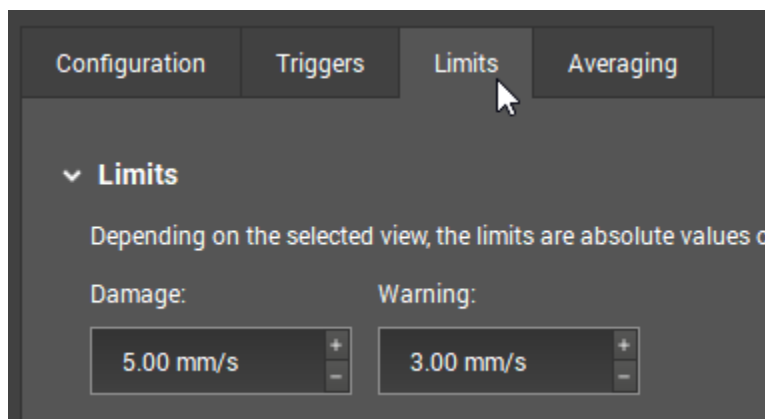 Configuration Triggers Limits Averaging
Limits
Depending on the selected view, the limits are absolute values
Damage: Warning:
5.00 mm/s + − 3.00 mm/s + −